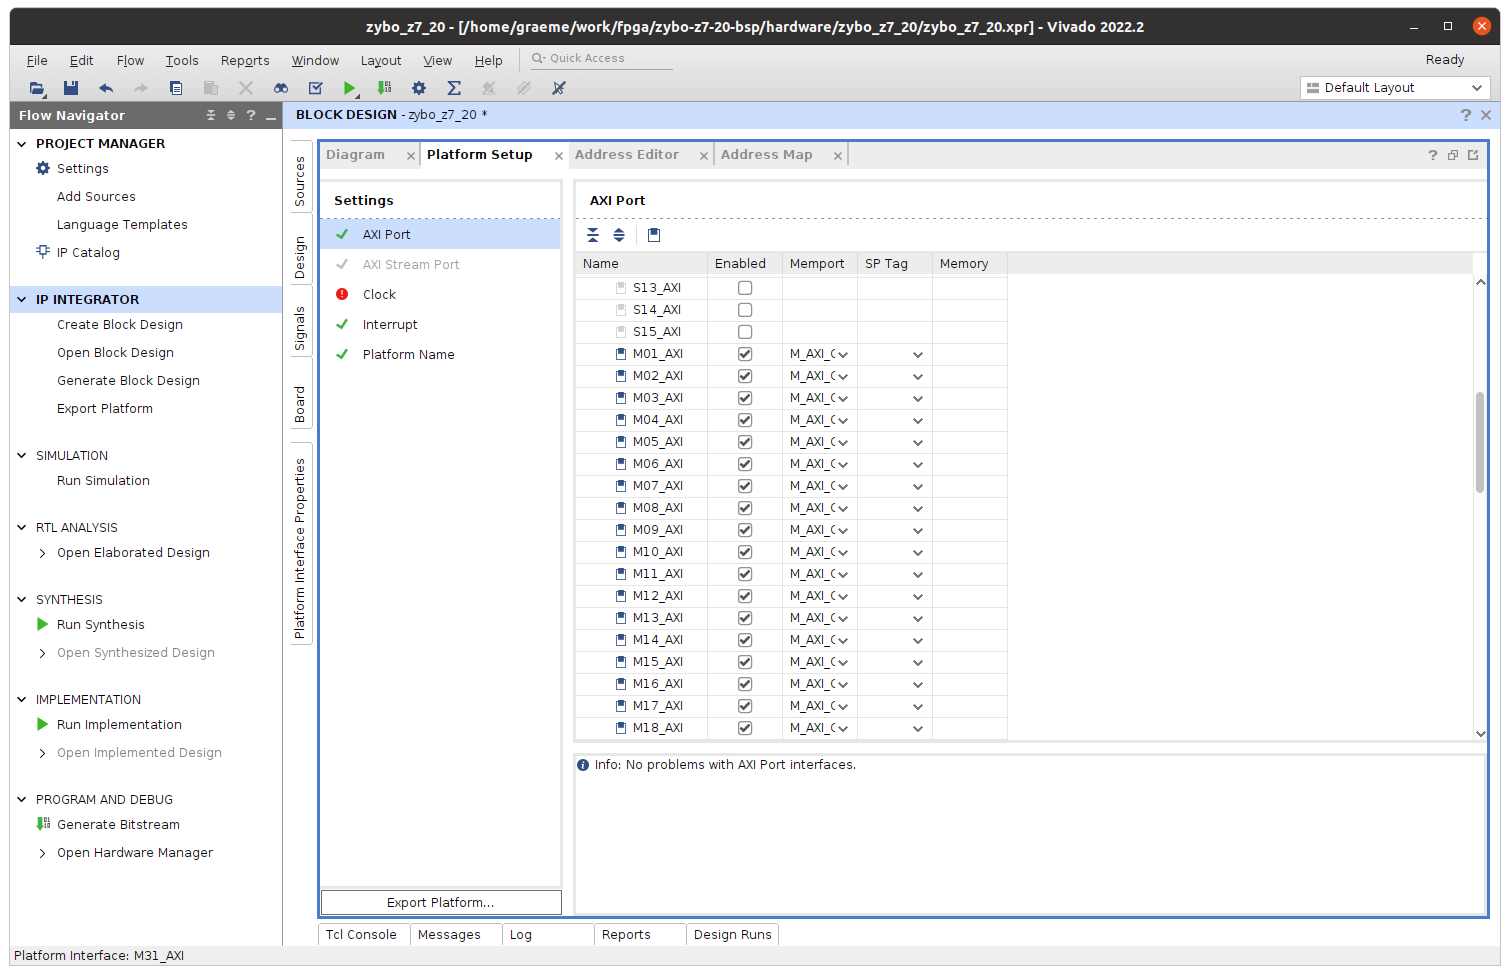 zybo_z7_20 - [/home/graeme/work/fpga/zybo-z7-20-bsp/hardware/zybo_z7_20/zybo_z7_20.xpr] - Vivado 2022.2
File Edit Flow Tools Reports Window Layout View Help Quick Access Ready
Default Layout
Flow Navigator
BLOCK DESIGN - zybo_z7_20 *
PROJECT MANAGER
Settings
Add Sources
Language Templates
IP Catalog
IP INTEGRATOR
Create Block Design
Open Block Design
Generate Block Design
Export Platform
SIMULATION
Run Simulation
RTL ANALYSIS
Open Elaborated Design
SYNTHESIS
Run Synthesis
Open Synthesized Design
IMPLEMENTATION
Run Implementation
Open Implemented Design
PROGRAM AND DEBUG
Generate Bitstream
Open Hardware Manager
Sources
Design
Signals
Board
Platform Interface Properties
Diagram Platform Setup Address Editor Address Map
Settings
AXI Port
AXI Stream Port
Clock
Interrupt
Platform Name
Export Platform...
AXI Port
Name Enabled Memport SP Tag Memory
S13_AXI
S14_AXI
S15_AXI
M01_AXI M_AXI_
M02_AXI M_AXI_
M03_AXI M_AXI_
M04_AXI M_AXI_
M05_AXI M_AXI_
M06_AXI M_AXI_
M07_AXI M_AXI_
M08_AXI M_AXI_
M09_AXI M_AXI_
M10_AXI M_AXI_
M11_AXI M_AXI_
M12_AXI M_AXI_
M13_AXI M_AXI_
M14_AXI M_AXI_
M15_AXI M_AXI_
M16_AXI M_AXI_
M17_AXI M_AXI_
M18_AXI M_AXI_
Info: No problems with AXI Port interfaces.
Tcl Console Messages Log Reports Design Runs
Platform Interface: M31_AXI